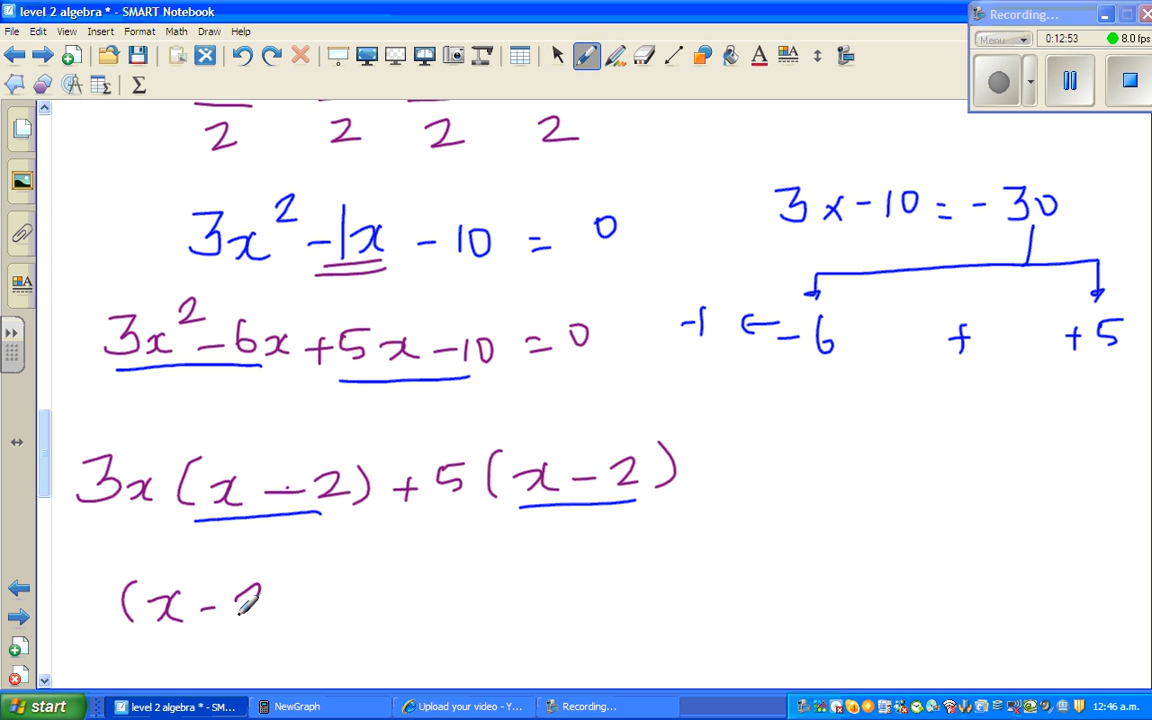 level 2 algebra * - SMART Notebook
Recording...
File Edit View Insert Format Math Draw Help
Menu 0:12:53 8.0 fps
2 2 2 2
3x² - 1x - 10 = 0
3 x - 10 = - 30
3x² - 6x + 5x - 10 = 0
-1 ← - 6 + + 5
3x (x - 2) + 5 (x - 2)
(x - 2
start level 2 algebra * - SM... NewGraph Upload your video - Y... Recording... 12:46 a.m.